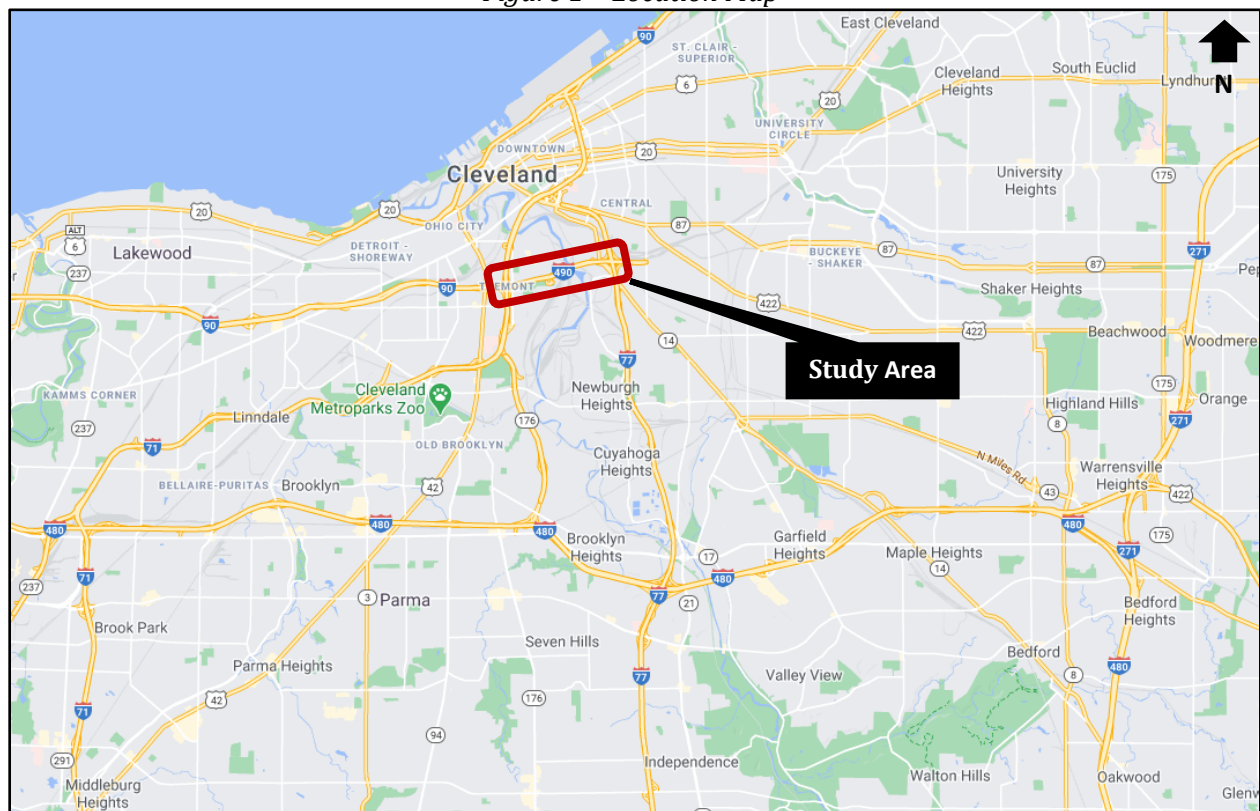 East Cleveland
90
ST. CLAIR -
SUPERIOR
N
Cleveland
Heights
South Euclid
Lyndhurst
6
20
UNIVERSITY
CIRCLE
DOWNTOWN
20
Cleveland
University
Heights
175
20
20
CENTRAL
ALT
6
OHIO CITY
87
DETROIT -
SHOREWAY
BUCKEYE
- SHAKER
87
Lakewood
271
237
490
87
90
Shaker Heights
422
90
422
Beachwood
Woodmere
14
77
Study Area
KAMMS CORNER
Cleveland
Metroparks Zoo
Newburgh
Heights
175
Orange
Linndale
176
Highland Hills
271
237
8
71
OLD BROOKLYN
Cuyahoga
Heights
N Miles Rd
Warrensville
Heights
BELLAIRE-PURITAS
Brooklyn
42
43
422
480
480
480
480
Brooklyn
Heights
Garfield
Heights
175
17
Maple Heights
271
71
480
14
237
77
3
Parma
21
Bedford
Heights
Brook Park
Seven Hills
Bedford
Parma Heights
480
77
Valley View
8
42
176
71
94
291
Independence
Middleburg
Heights
Walton Hills
Oakwood